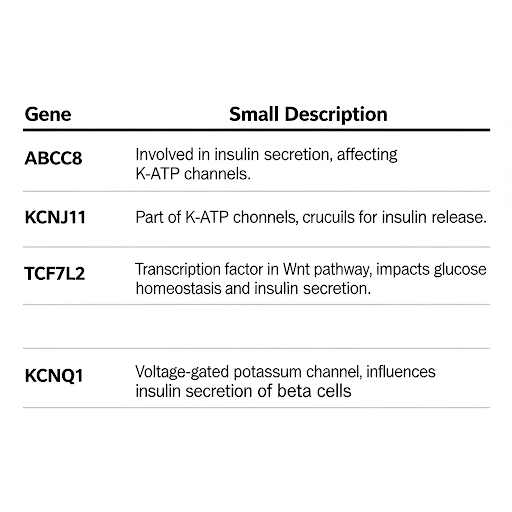 Gene Small Description
ABCC8 Involved in insulin secretion, affecting
K-ATP channels.
KCNJ11 Part of K-ATP chonnels, crucuils for insulin release.
TCF7L2 Transcription factor in Wnt pathway, impacts glucose
homeostasis and insulin secretion.
KCNQ1 Voltage-gated potassum channel, influences
insulin secretion of beta cells